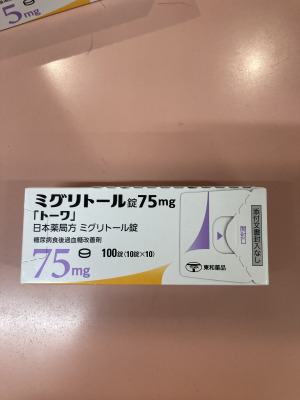 5mg
ミグリトール錠75mg
「トーワ」
日本薬局方 ミグリトール錠
糖尿病食後過血糖改善剤
75mg
100錠(10錠×10)
開封口
東和薬品
添付文書封入なし